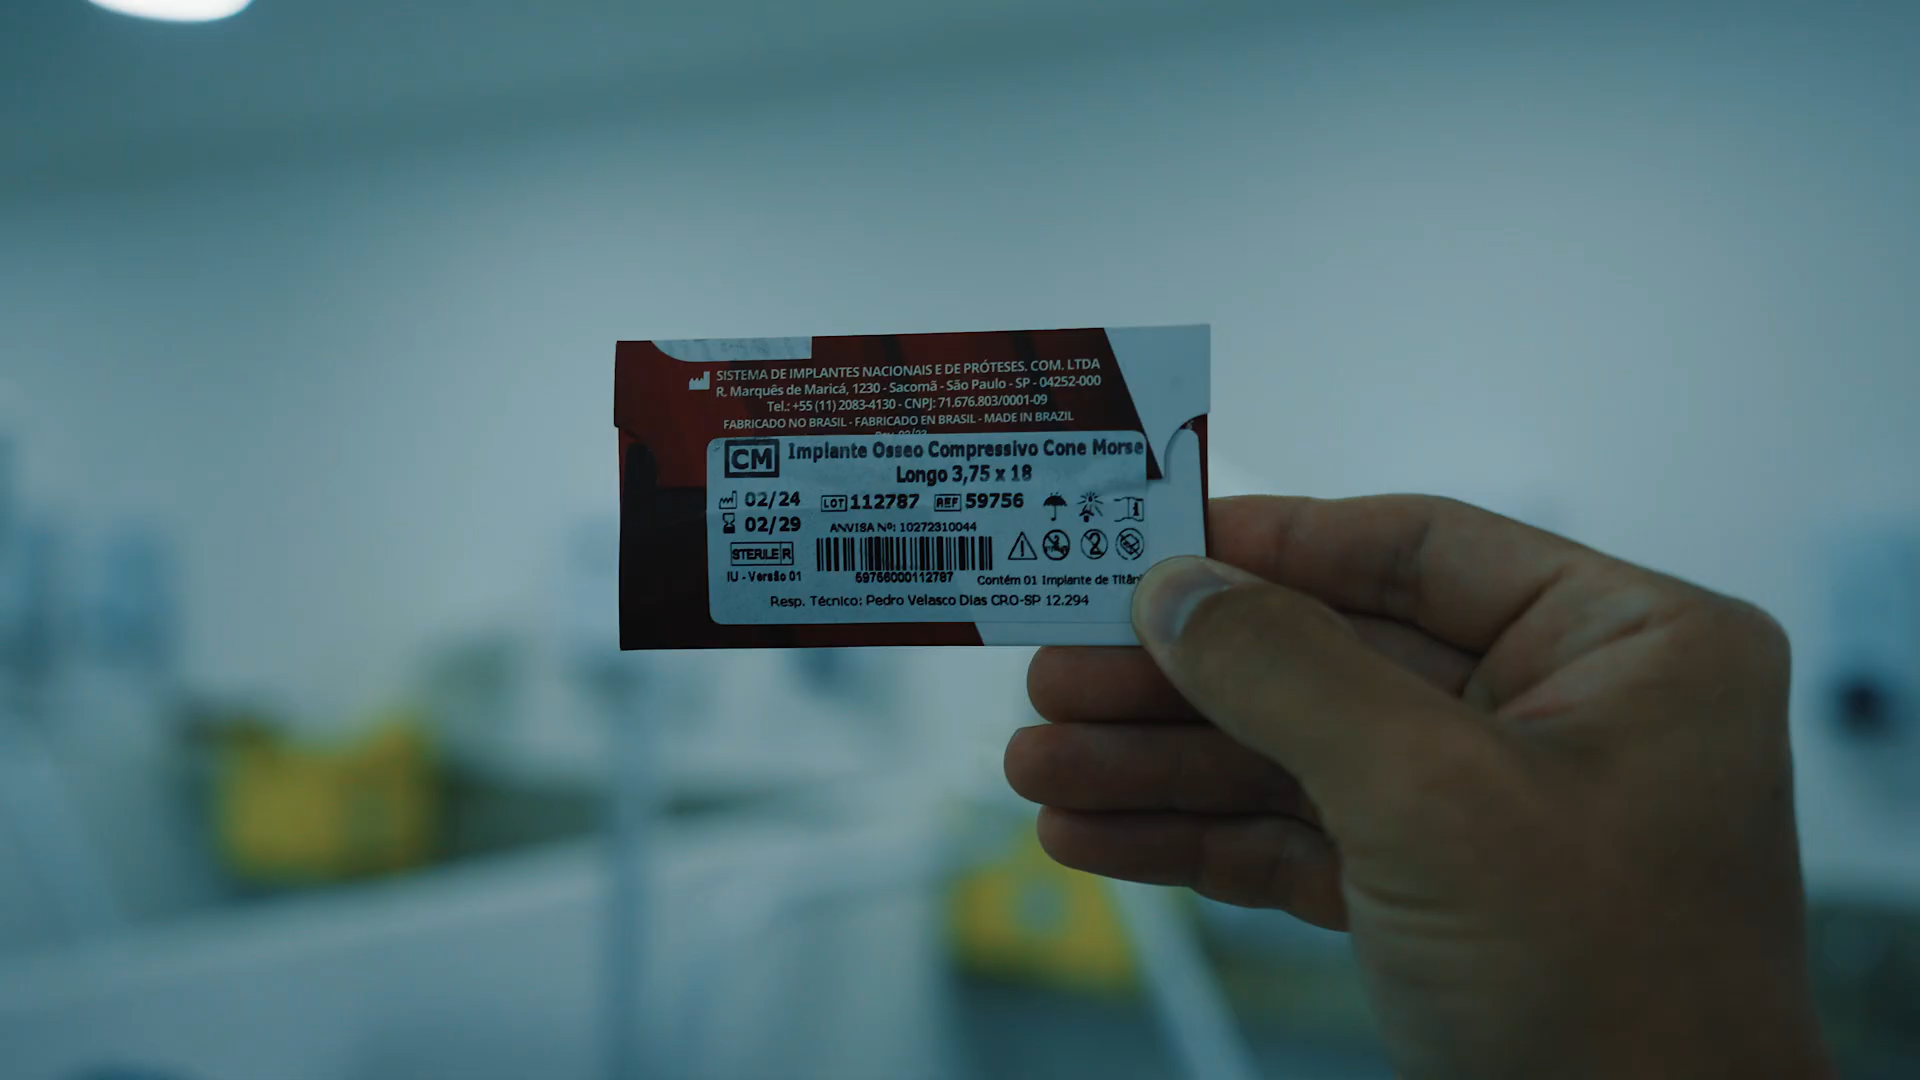 SISTEMA DE IMPLANTES NACIONAIS E DE PRÓTESES. COM. LTDA
R. Marquês de Maricá, 1230 - Sacomã - São Paulo - SP - 04252-000
Tel.: +55 (11) 2083-4130 - CNPJ: 71.676.803/0001-09
FABRICADO NO BRASIL - FABRICADO EN BRASIL - MADE IN BRAZIL
CM Implante Osseo Compressivo Cone Morse
Longo 3,75 x 18
02/24 LOT 112787 REF 59756
02/29 ANVISA Nº: 10272310044
STERILE R
IU - Versão 01 59756000112787 Contém 01 Implante de
Resp. Técnico: Pedro Velasco Dias CRO-SP 12.294